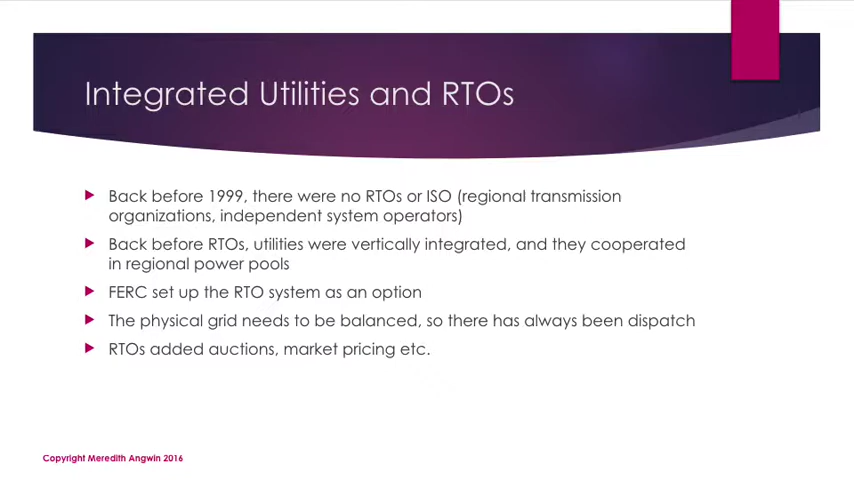 Integrated Utilities and RTOs
Back before 1999, there were no RTOs or ISO (regional transmission
organizations, independent system operators)
Back before RTOs, utilities were vertically integrated, and they cooperated
in regional power pools
FERC set up the RTO system as an option
The physical grid needs to be balanced, so there has always been dispatch
RTOs added auctions, market pricing etc.
Copyright Meredith Angwin 2016